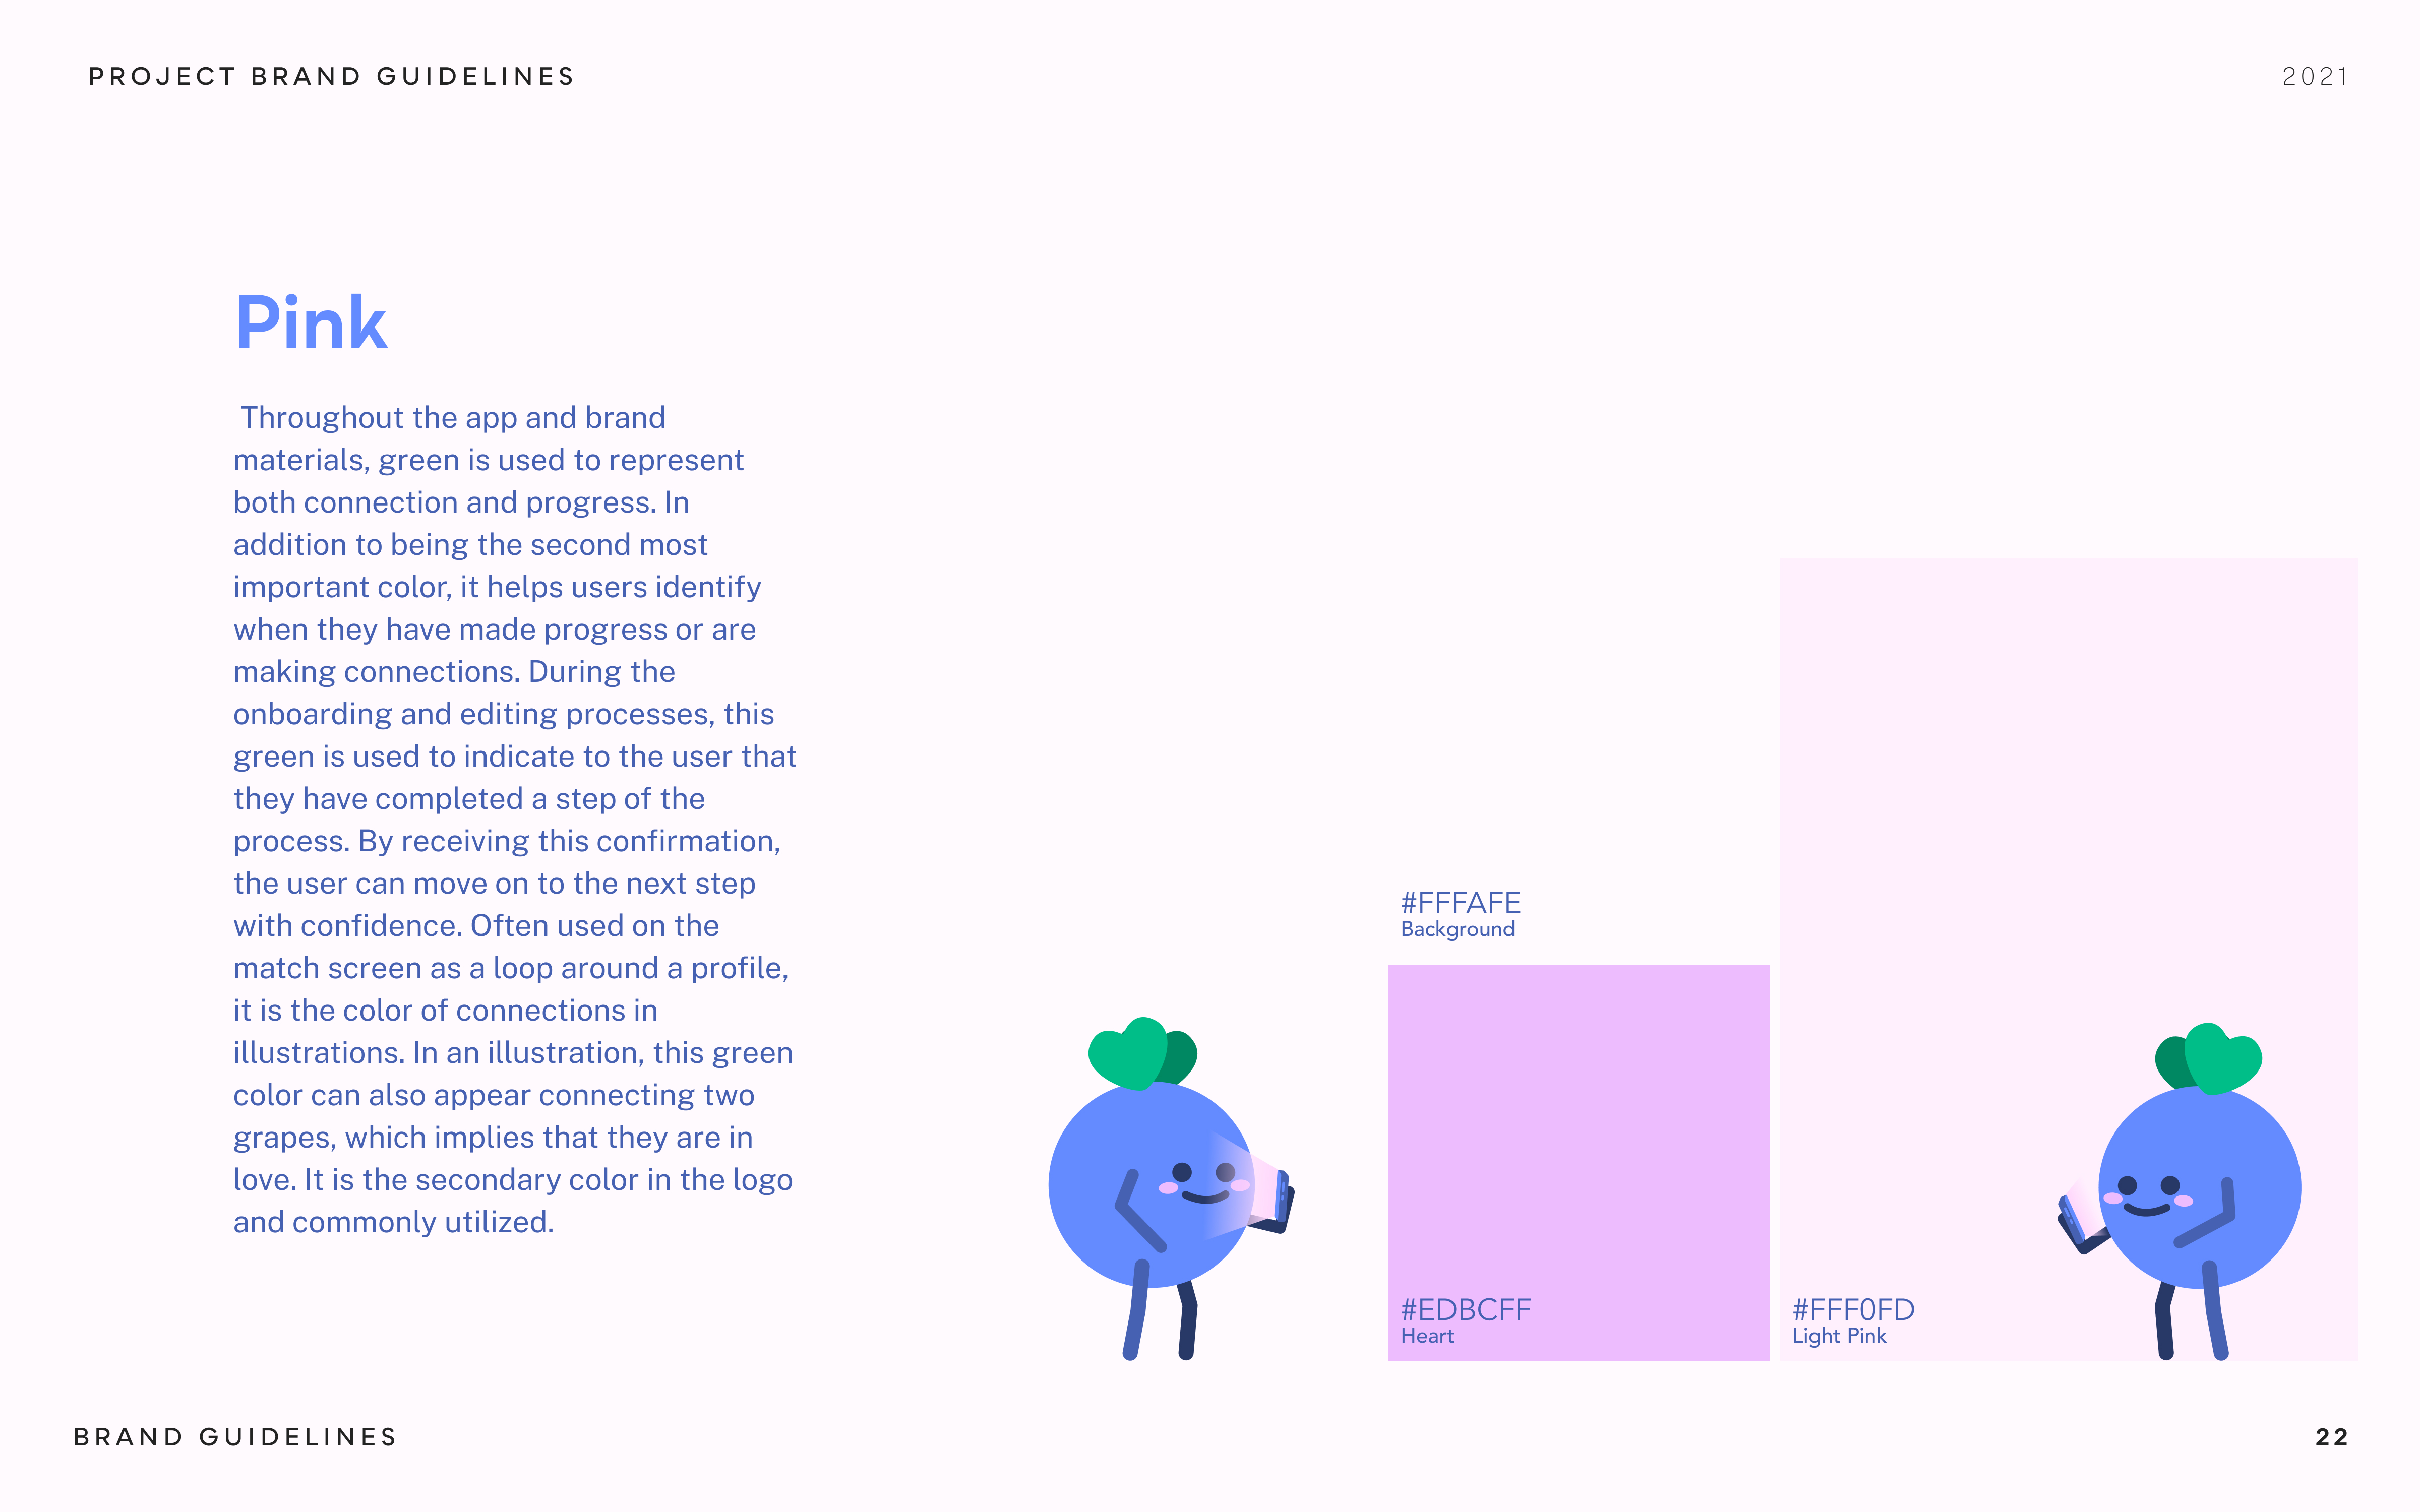 PROJECT BRAND GUIDELINES
2021
Pink
Throughout the app and brand
materials, green is used to represent
both connection and progress. In
addition to being the second most
important color, it helps users identify
when they have made progress or are
making connections. During the
onboarding and editing processes, this
green is used to indicate to the user that
they have completed a step of the
process. By receiving this confirmation,
the user can move on to the next step
with confidence. Often used on the
match screen as a loop around a profile,
it is the color of connections in
illustrations. In an illustration, this green
color can also appear connecting two
grapes, which implies that they are in
love. It is the secondary color in the logo
and commonly utilized.
#FFFAFE
Background
#EDBCFF
Heart
#FFF0FD
Light Pink
BRAND GUIDELINES
22